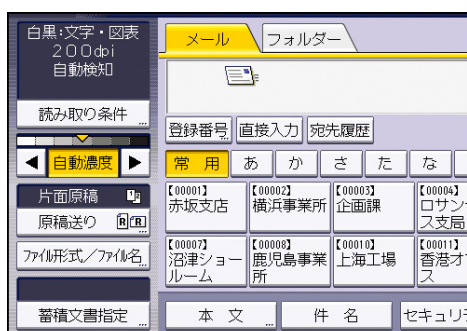 白黒:文字・図表
200dpi
自動検知
読み取り条件
自動濃度
片面原稿
原稿送り
ファイル形式/ファイル名
蓄積文書指定
メール フォルダー
登録番号 直接入力 宛先履歴
常用 あ か さ た な
【00001】 【00002】 【00003】 【00004】
赤坂支店 横浜事業所 企画課 ロサン
ス支局
【00007】 【00008】 【00010】 【00011】
沼津ショー 鹿児島事業 上海工場 香港オ
ルーム 所 ス
本文 件名 セキュリ